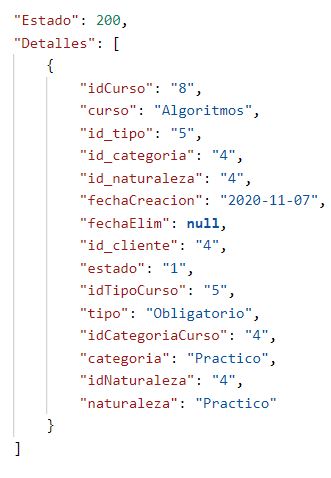 "Estado": 200,
"Detalles": [
{
"idCurso": "8",
"curso": "Algoritmos",
"id_tipo": "5",
"id_categoria": "4",
"id_naturaleza": "4",
"fechaCreacion": "2020-11-07",
"fechaElim": null,
"id_cliente": "4",
"estado": "1",
"idTipoCurso": "5",
"tipo": "Obligatorio",
"idCategoriaCurso": "4",
"categoria": "Practico",
"idNaturaleza": "4",
"naturaleza": "Practico"
}
]